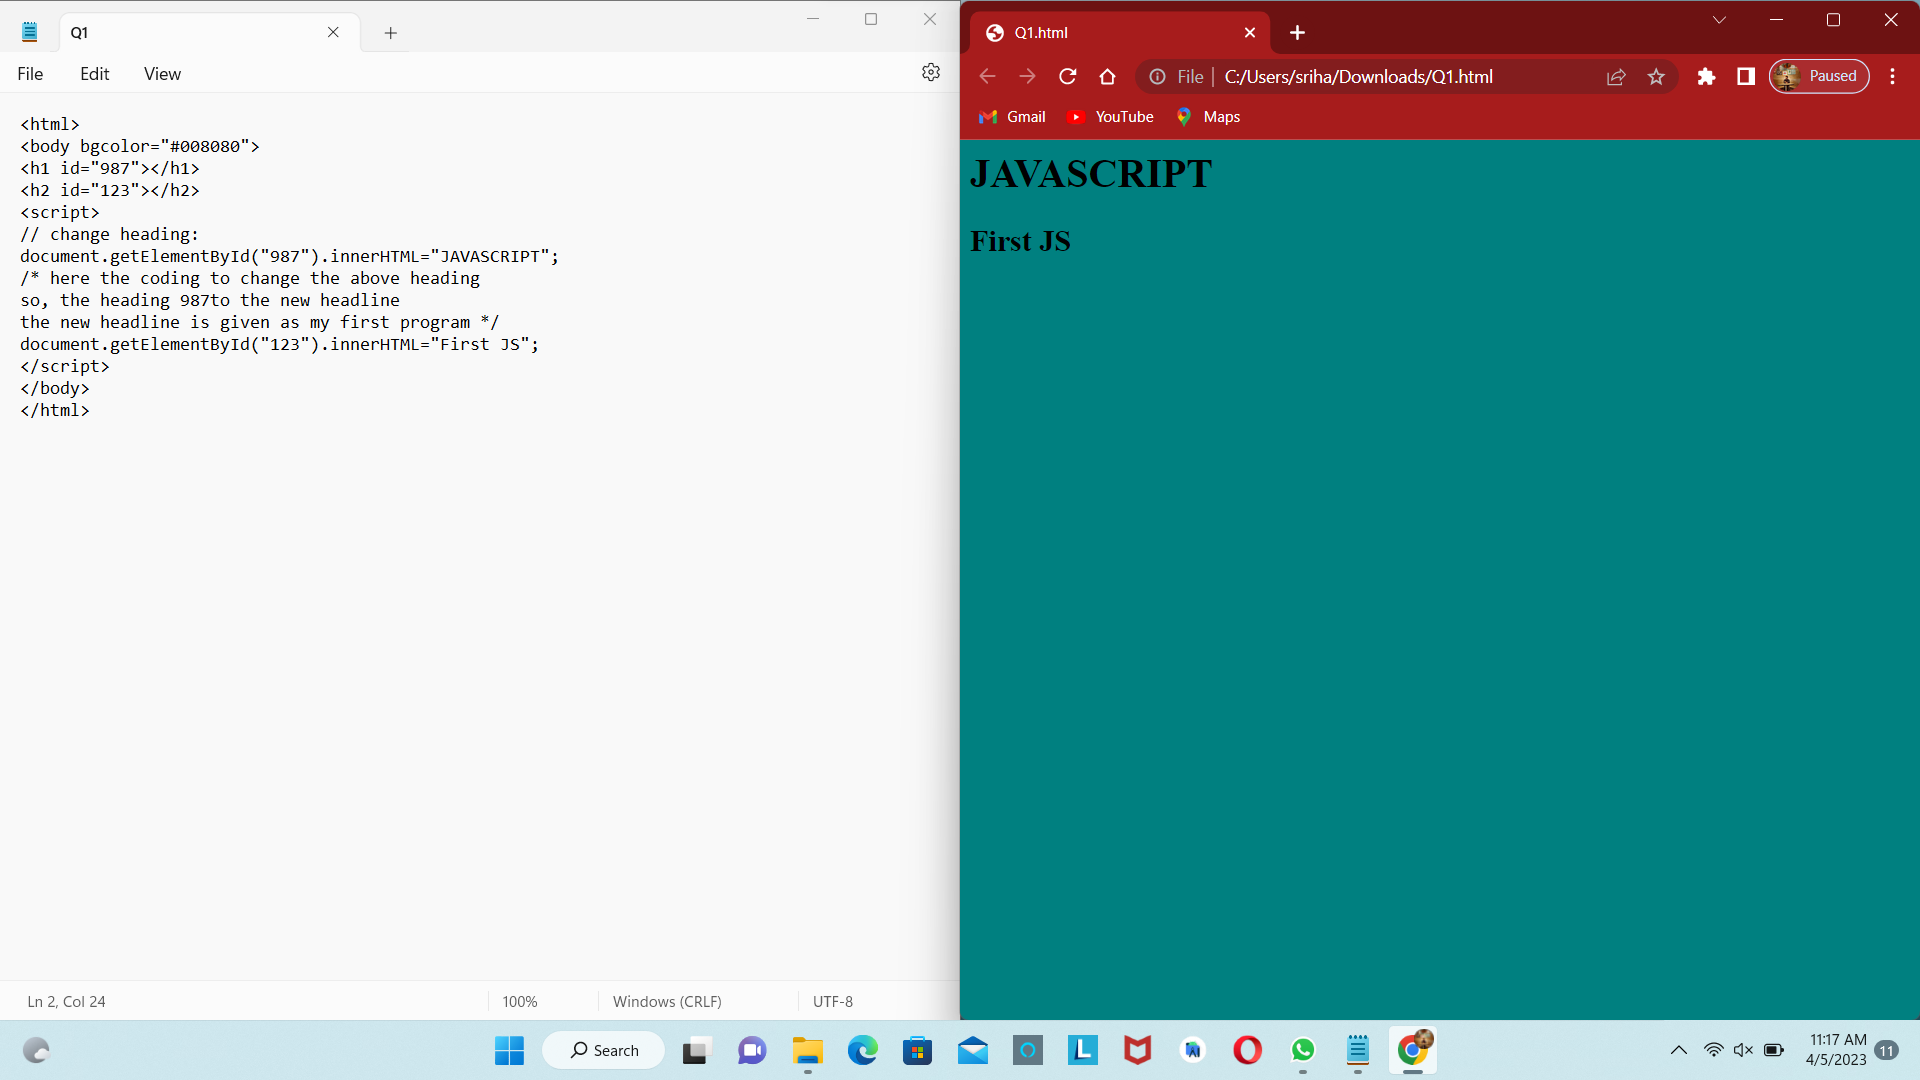 Q1
File Edit View
<html>
<body bgcolor="#008080">
<h1 id="987"></h1>
<h2 id="123"></h2>
<script>
// change heading:
document.getElementById("987").innerHTML="JAVASCRIPT";
/* here the coding to change the above heading
so, the heading 987to the new headline
the new headline is given as my first program */
document.getElementById("123").innerHTML="First JS";
</script>
</body>
</html>
Ln 2, Col 24 100% Windows (CRLF) UTF-8
Q1.html
File C:/Users/sriha/Downloads/Q1.html Paused
Gmail YouTube Maps
JAVASCRIPT
First JS
Search
11:17 AM
4/5/2023 11